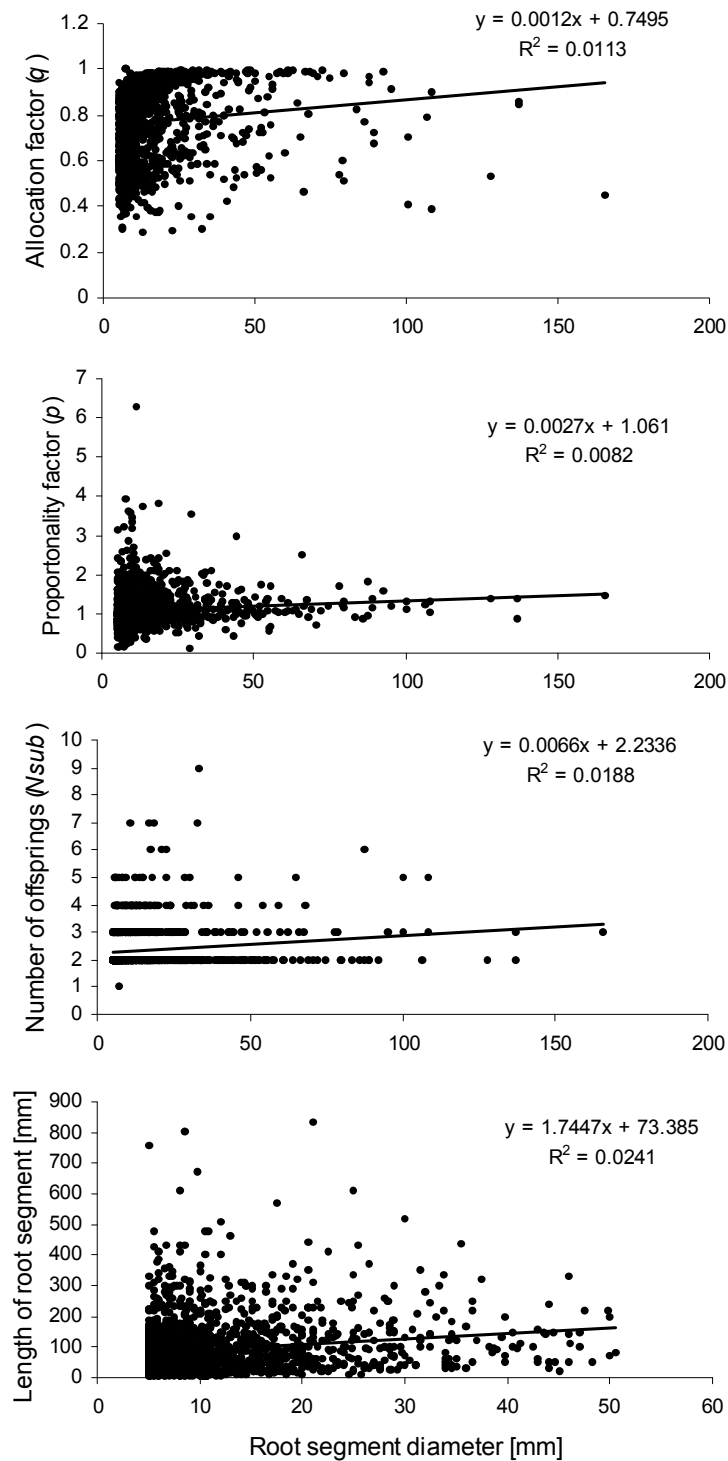 y = 0.0012x + 0.7495
R² = 0.0113
Allocation factor (q)
1.2
1
0.8
0.6
0.4
0.2
0
0 50 100 150 200
y = 0.0027x + 1.061
R² = 0.0082
Proportonality factor (p)
7
6
5
4
3
2
1
0
0 50 100 150 200
y = 0.0066x + 2.2336
R² = 0.0188
Number of offsprings (Nsub)
10
9
8
7
6
5
4
3
2
1
0
0 50 100 150 200
y = 1.7447x + 73.385
R² = 0.0241
Length of root segment [mm]
900
800
700
600
500
400
300
200
100
0
0 10 20 30 40 50 60
Root segment diameter [mm]